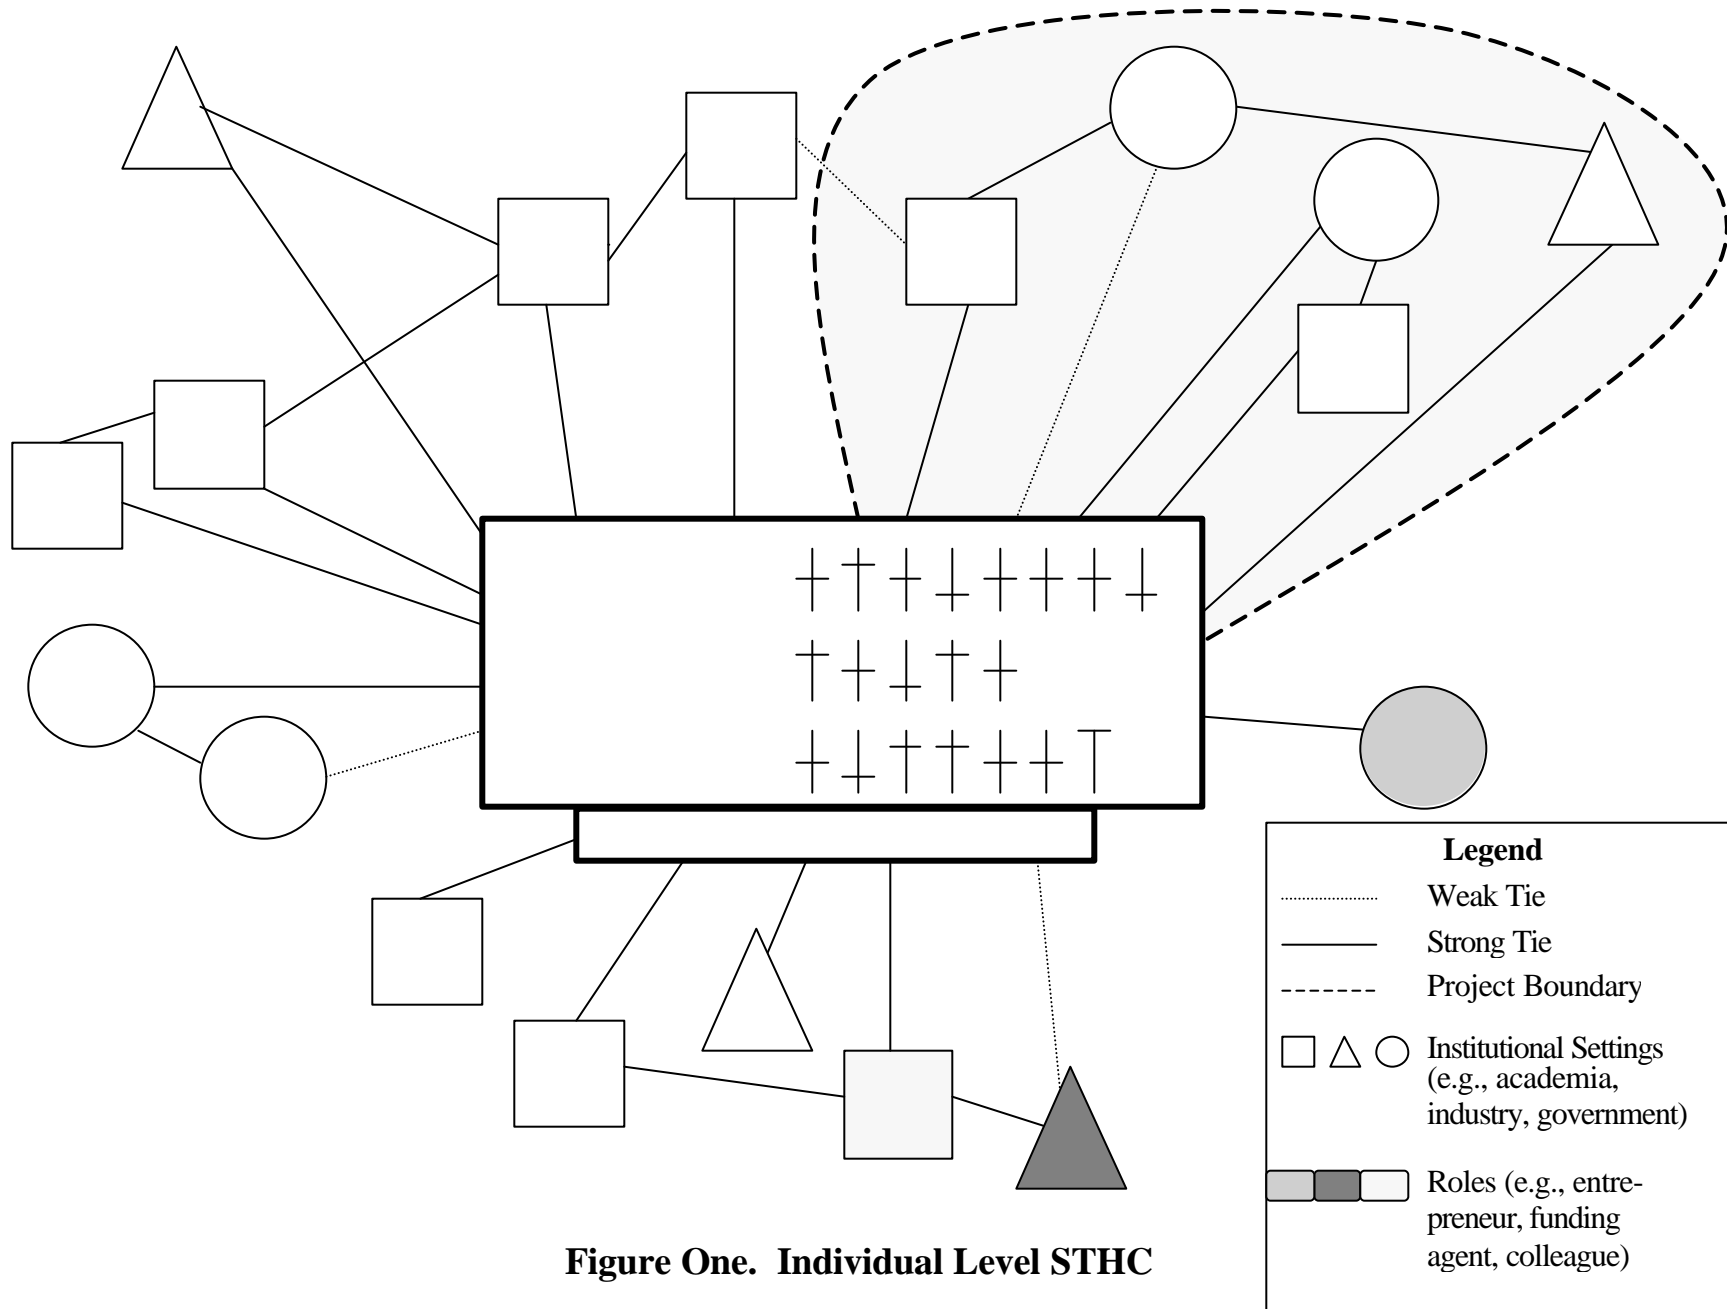 Legend
Weak Tie
Strong Tie
Project Boundary
Institutional Settings
(e.g., academia,
industry, government)
Roles (e.g., entre-
preneur, funding
agent, colleague)
Figure One. Individual Level STHC